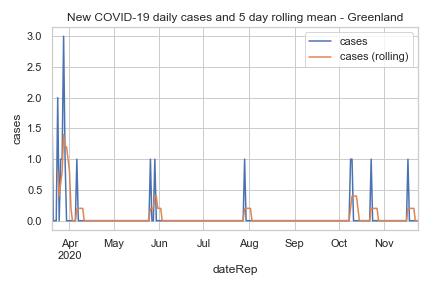 New COVID-19 daily cases and 5 day rolling mean - Greenland
cases
cases (rolling)
3.0
2.5
2.0
1.5
1.0
0.5
0.0
cases
Apr May Jun Jul Aug Sep Oct Nov
2020
dateRep